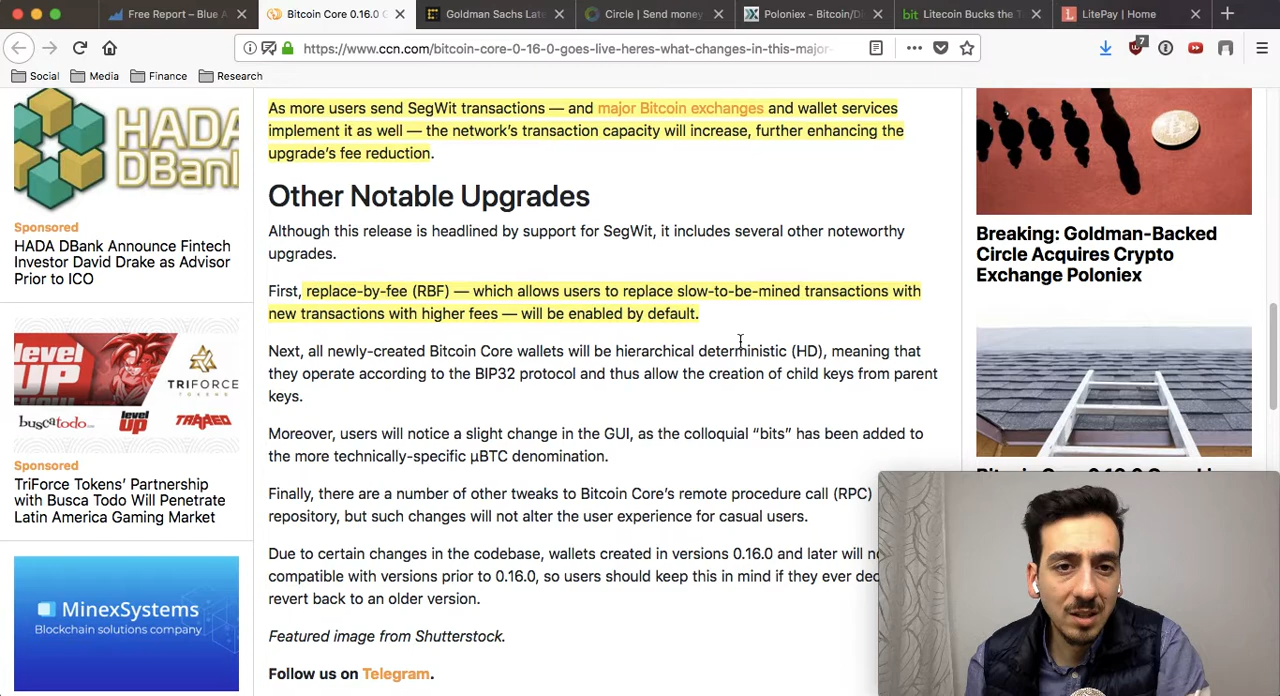 Free Report – Blue A
Bitcoin Core 0.16.0 G
Goldman Sachs Late
Circle | Send money
Poloniex - Bitcoin/Di
Litecoin Bucks the T
LitePay | Home
https://www.ccn.com/bitcoin-core-0-16-0-goes-live-heres-what-changes-in-this-major-
7
Social
Media
Finance
Research
HADA
DBank
Sponsored
HADA DBank Announce Fintech
Investor David Drake as Advisor
Prior to ICO
level
UP
TRIFORCE
TOKENS
buscatodo
level
UP
Sponsored
TriForce Tokens’ Partnership
with Busca Todo Will Penetrate
Latin America Gaming Market
MinexSystems
Blockchain solutions company
As more users send SegWit transactions — and major Bitcoin exchanges and wallet services
implement it as well — the network’s transaction capacity will increase, further enhancing the
upgrade’s fee reduction.
Other Notable Upgrades
Although this release is headlined by support for SegWit, it includes several other noteworthy
upgrades.
First, replace-by-fee (RBF) — which allows users to replace slow-to-be-mined transactions with
new transactions with higher fees — will be enabled by default.
Next, all newly-created Bitcoin Core wallets will be hierarchical deterministic (HD), meaning that
they operate according to the BIP32 protocol and thus allow the creation of child keys from parent
keys.
Moreover, users will notice a slight change in the GUI, as the colloquial “bits” has been added to
the more technically-specific µBTC denomination.
Finally, there are a number of other tweaks to Bitcoin Core’s remote procedure call (RPC)
repository, but such changes will not alter the user experience for casual users.
Due to certain changes in the codebase, wallets created in versions 0.16.0 and later will no
compatible with versions prior to 0.16.0, so users should keep this in mind if they ever dec
revert back to an older version.
Featured image from Shutterstock.
Follow us on Telegram.
Breaking: Goldman-Backed
Circle Acquires Crypto
Exchange Poloniex